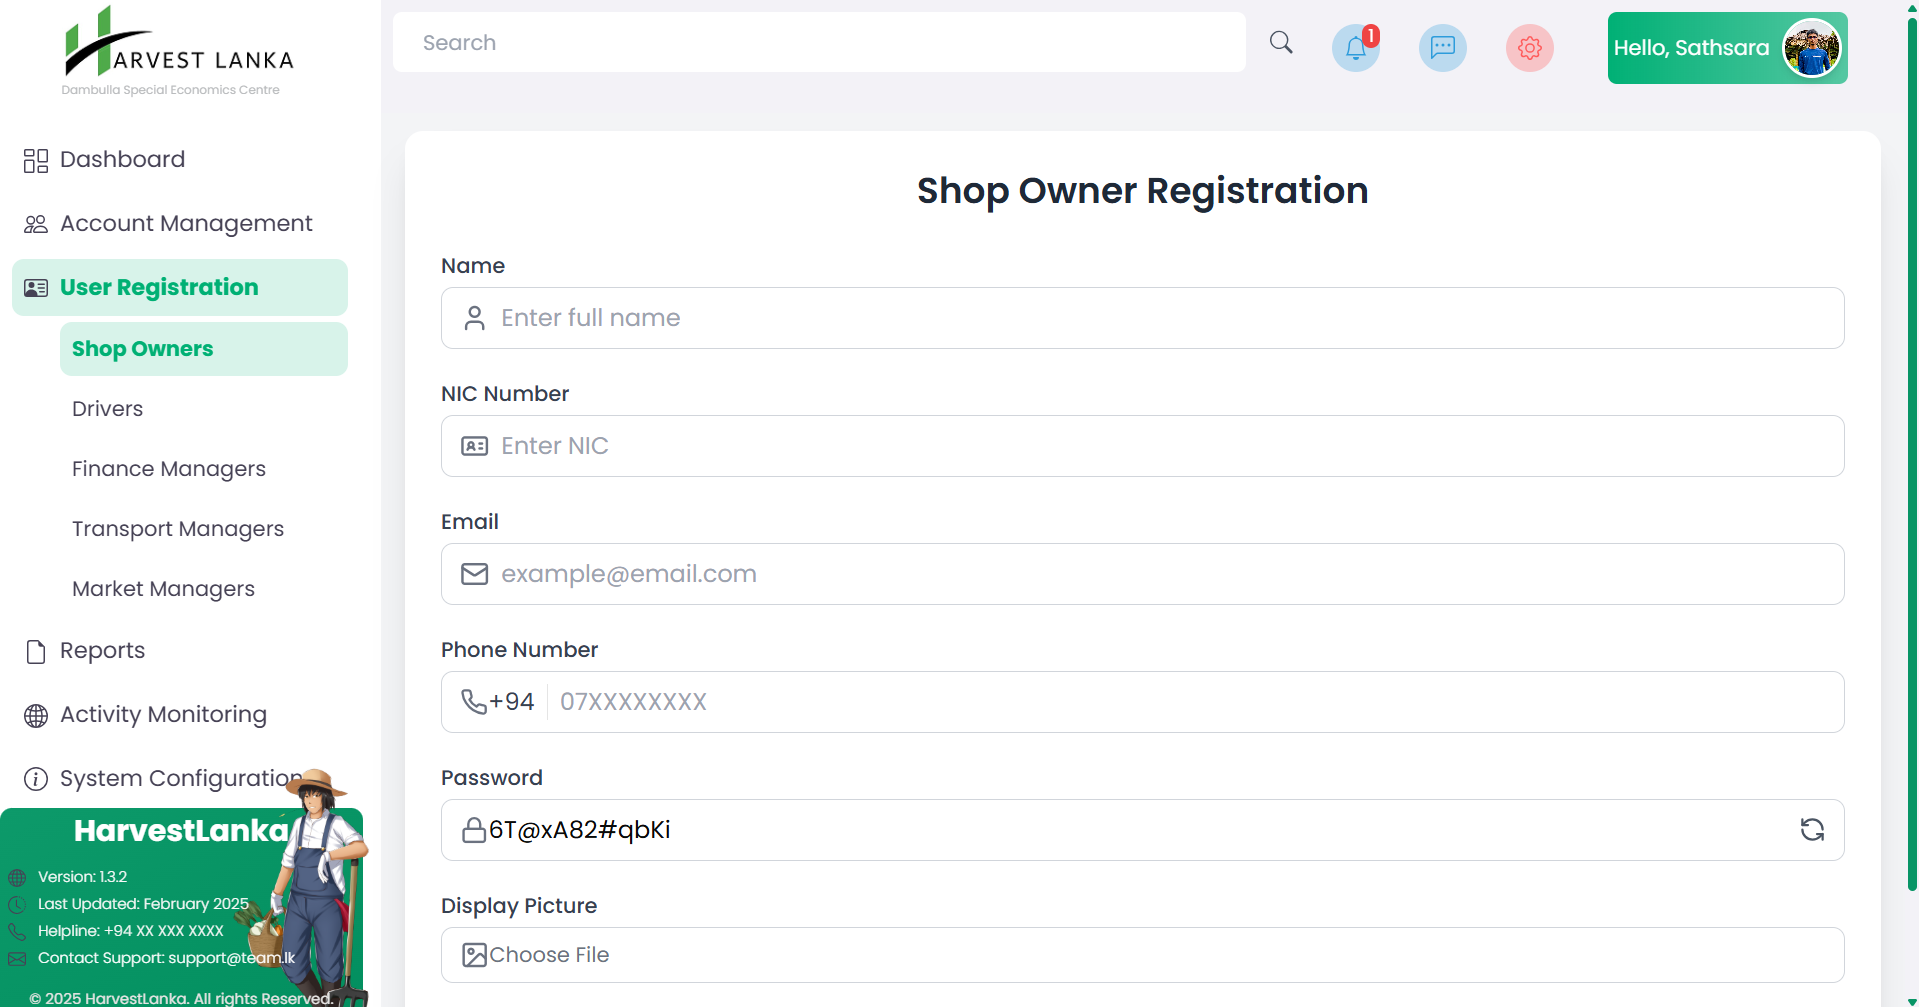 HARVEST LANKA
Dambulla Special Economics Centre
Search
1
Hello, Sathsara
Dashboard
Account Management
User Registration
Shop Owners
Drivers
Finance Managers
Transport Managers
Market Managers
Reports
Activity Monitoring
System Configuration
HarvestLanka
Version: 1.3.2
Last Updated: February 2025
Helpline: +94 XX XXX XXXX
Contact Support: support@team.lk
© 2025 HarvestLanka. All rights Reserved.
Shop Owner Registration
Name
Enter full name
NIC Number
Enter NIC
Email
example@email.com
Phone Number
+94 07XXXXXXXX
Password
6T@xA82#qbKi
Display Picture
Choose File